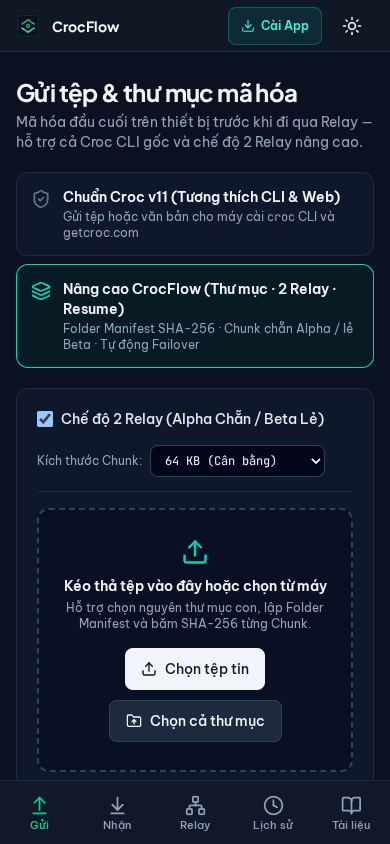 CrocFlow
Cài App
Gửi tệp & thư mục mã hóa
Mã hóa đầu cuối trên thiết bị trước khi đi qua Relay —
hỗ trợ cả Croc CLI gốc và chế độ 2 Relay nâng cao.
Chuẩn Croc v11 (Tương thích CLI & Web)
Gửi tệp hoặc văn bản cho máy cài croc CLI và
getcroc.com
Nâng cao CrocFlow (Thư mục · 2 Relay ·
Resume)
Folder Manifest SHA-256 · Chunk chẵn Alpha / lẻ
Beta · Tự động Failover
Chế độ 2 Relay (Alpha Chẵn / Beta Lẻ)
Kích thước Chunk:
64 KB (Cân bằng)
Kéo thả tệp vào đây hoặc chọn từ máy
Hỗ trợ chọn nguyên thư mục con, lập Folder
Manifest và băm SHA-256 từng Chunk.
Chọn tệp tin
Chọn cả thư mục
Gửi
Nhận
Relay
Lịch sử
Tài liệu